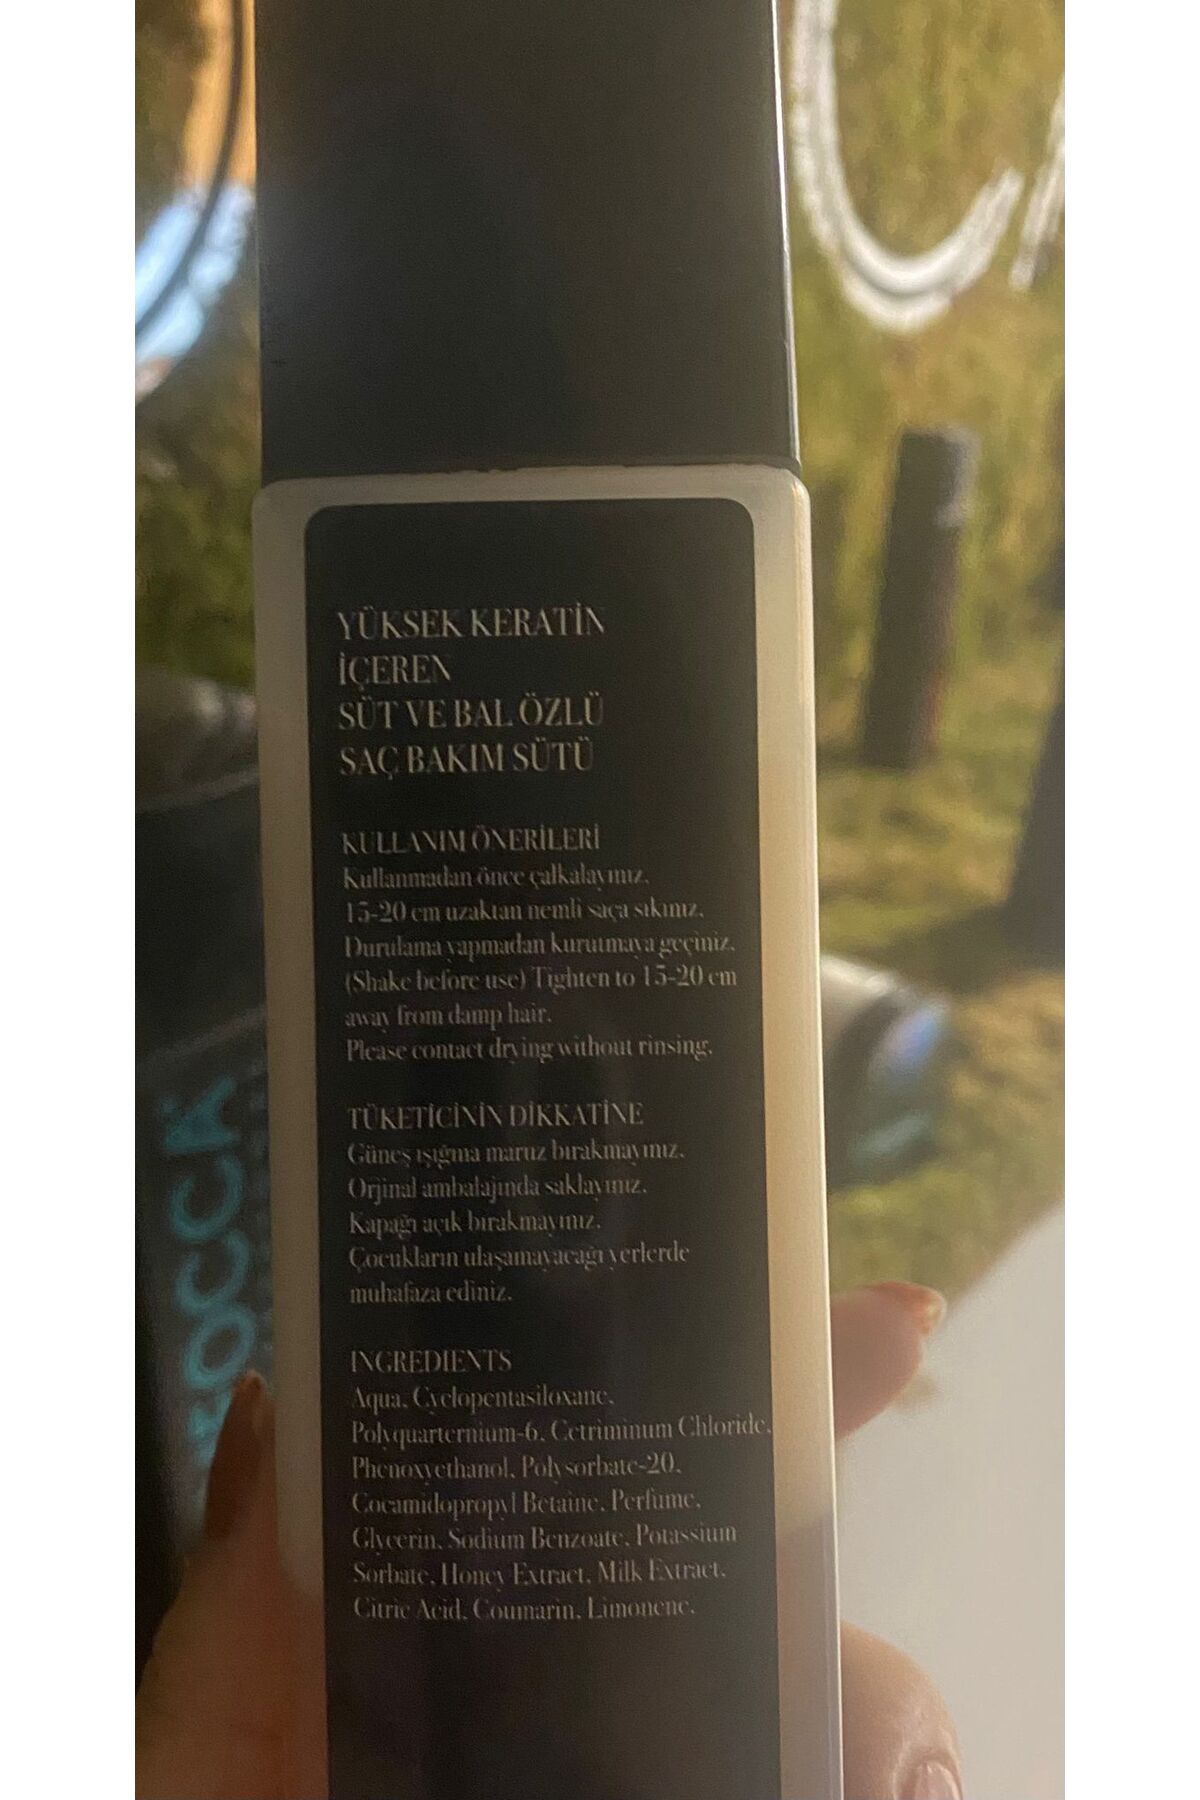 YÜKSEK KERATİN
İÇEREN
SÜT VE BAL ÖZLÜ
SAÇ BAKIM SÜTÜ
KULLANIM ÖNERİLERİ
Kullanmadan önce çalkalayınız.
15-20 cm uzaktan nemli saça sıkınız.
Durulama yapmadan kurutmaya geçiniz.
(Shake before use) Tighten to 15-20 cm
away from damp hair.
Please contact drying without rinsing.
TÜKETİCİNİN DİKKATİNE
Güneş ışığına maruz bırakmayınız.
Orjinal ambalajında saklayınız.
Kapağı açık bırakmayınız.
Çocukların ulaşamayacağı yerlerde
muhafaza ediniz.
INGREDIENTS
Aqua, Cyclopentasiloxane,
Polyquarternium-6, Cetriminum Chloride,
Phenoxyethanol, Polysorbate-20,
Cocamidopropyl Betaine, Perfume,
Glycerin, Sodium Benzoate, Potassium
Sorbate, Honey Extract, Milk Extract,
Citric Acid, Coumarin, Limonene.